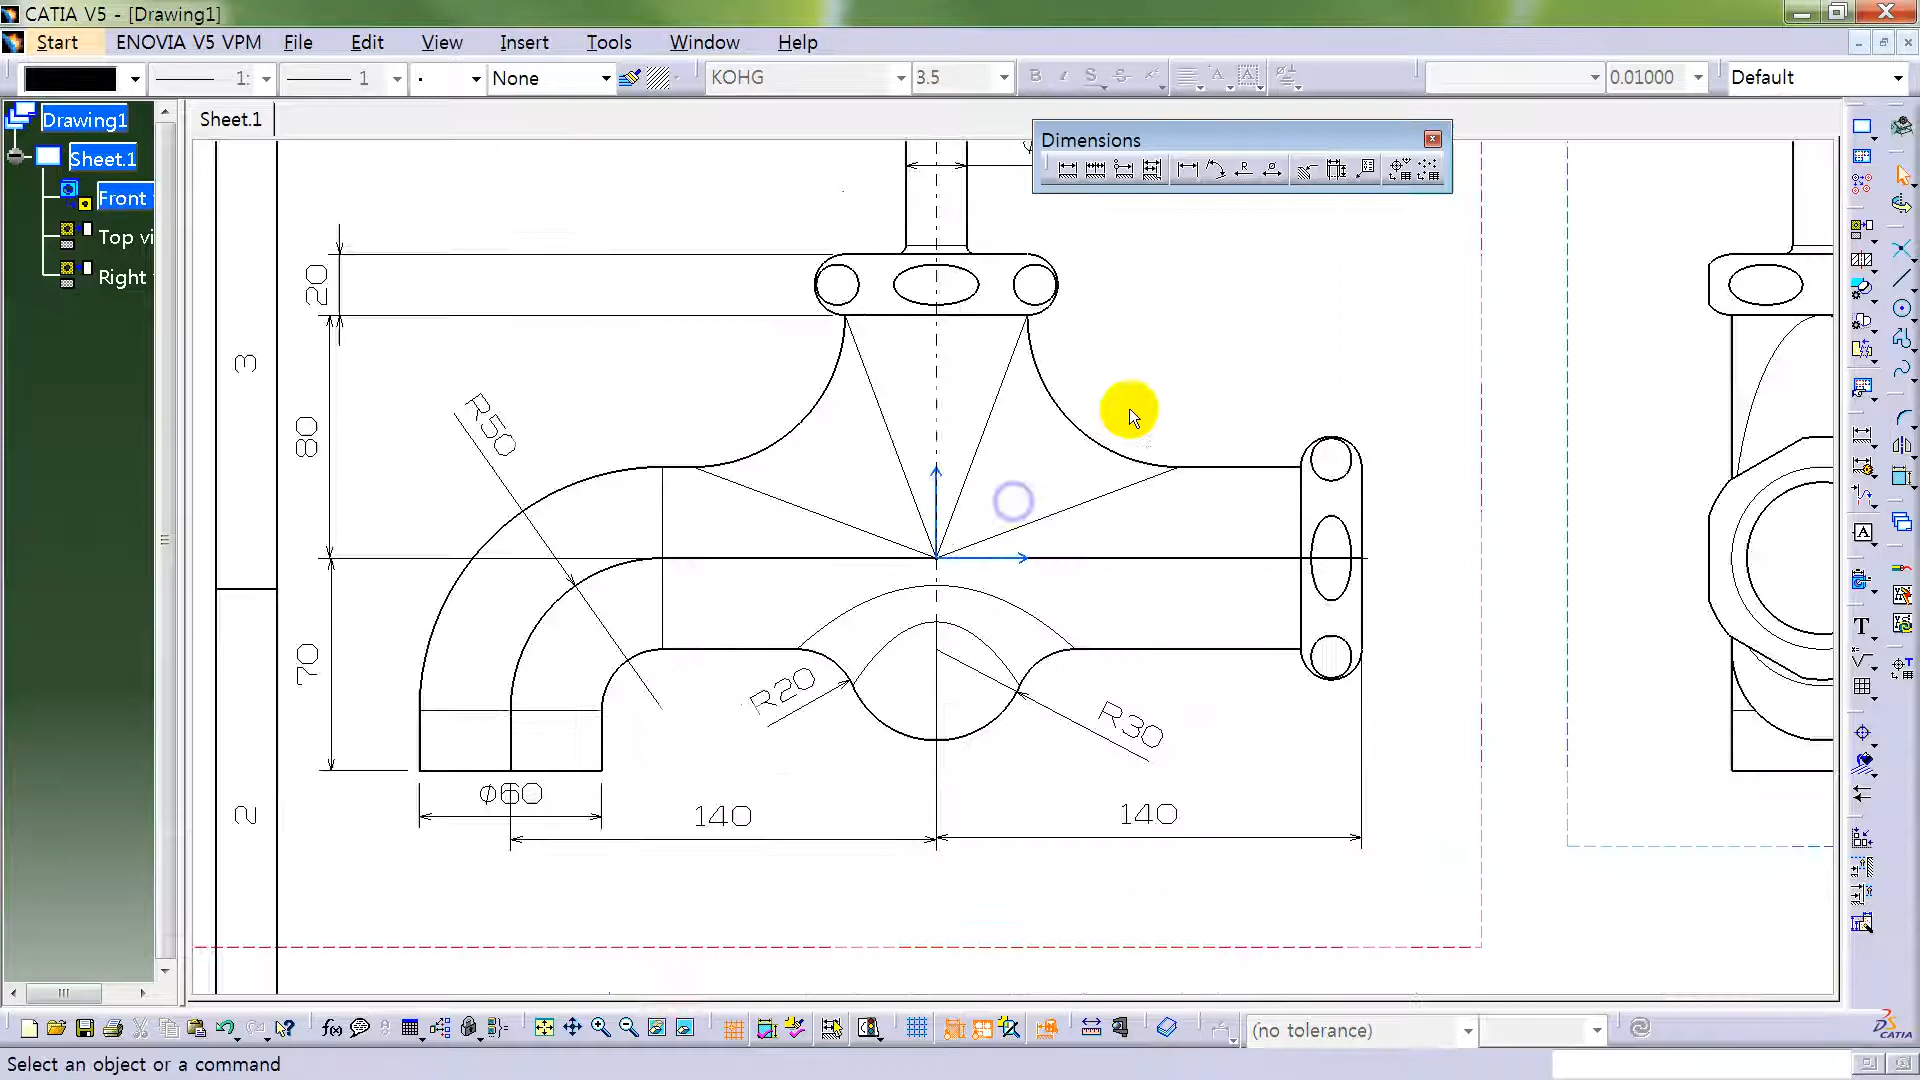 CATIA V5 - [Drawing1]
Start ENOVIA V5 VPM File Edit View Insert Tools Window Help
1: 1 None KOHG 3.5 B I S 0.01000 Default
Drawing1
Sheet.1
Front
Top vi
Right
Sheet.1
Dimensions
3
2
20
80
70
R50
R20
R30
ϕ60
140
140
(no tolerance)
Select an object or a command
CATIA